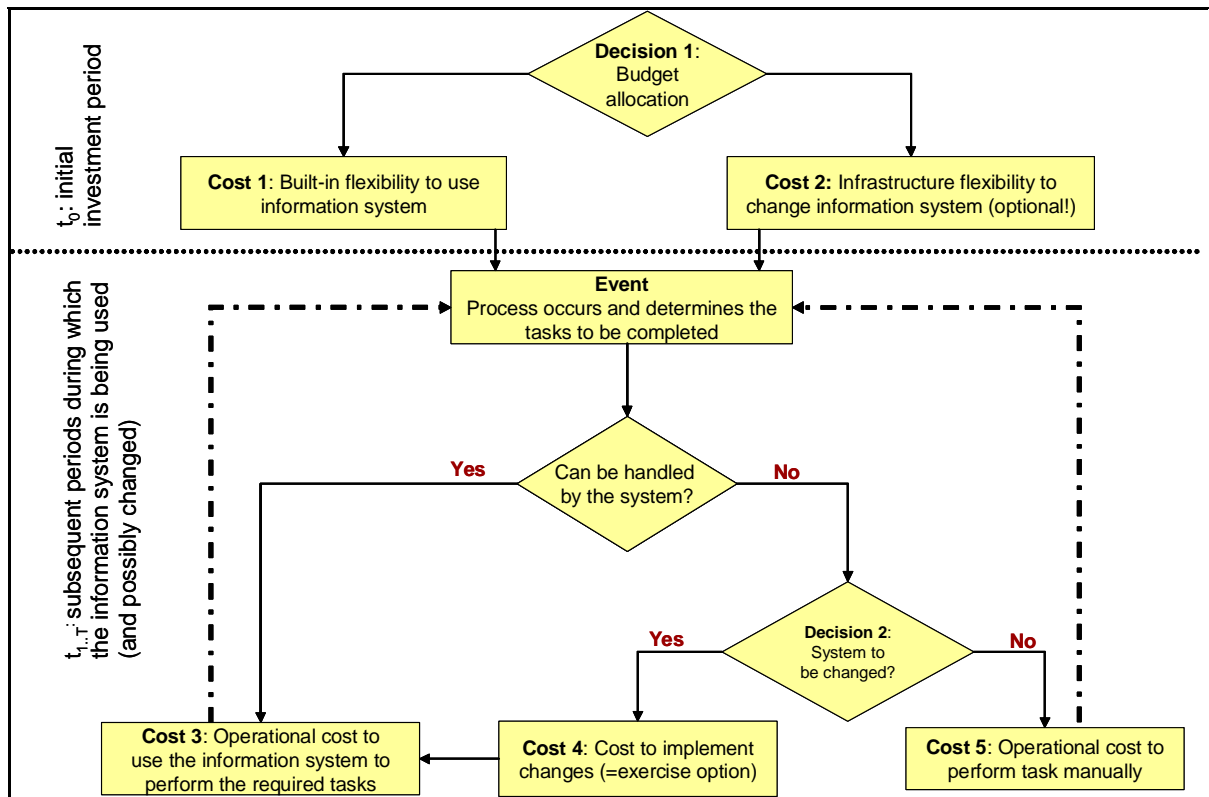 t0: initial
investment period
Decision 1:
Budget
allocation
Cost 1: Built-in flexibility to use
information system
Cost 2: Infrastructure flexibility to
change information system (optional!)
t1..T: subsequent periods during which
the information system is being used
(and possibly changed)
Event
Process occurs and determines the
tasks to be completed
Can be handled
by the system?
Yes
No
Decision 2:
System to
be changed?
Yes
No
Cost 3: Operational cost to
use the information system to
perform the required tasks
Cost 4: Cost to implement
changes (=exercise option)
Cost 5: Operational cost to
perform task manually